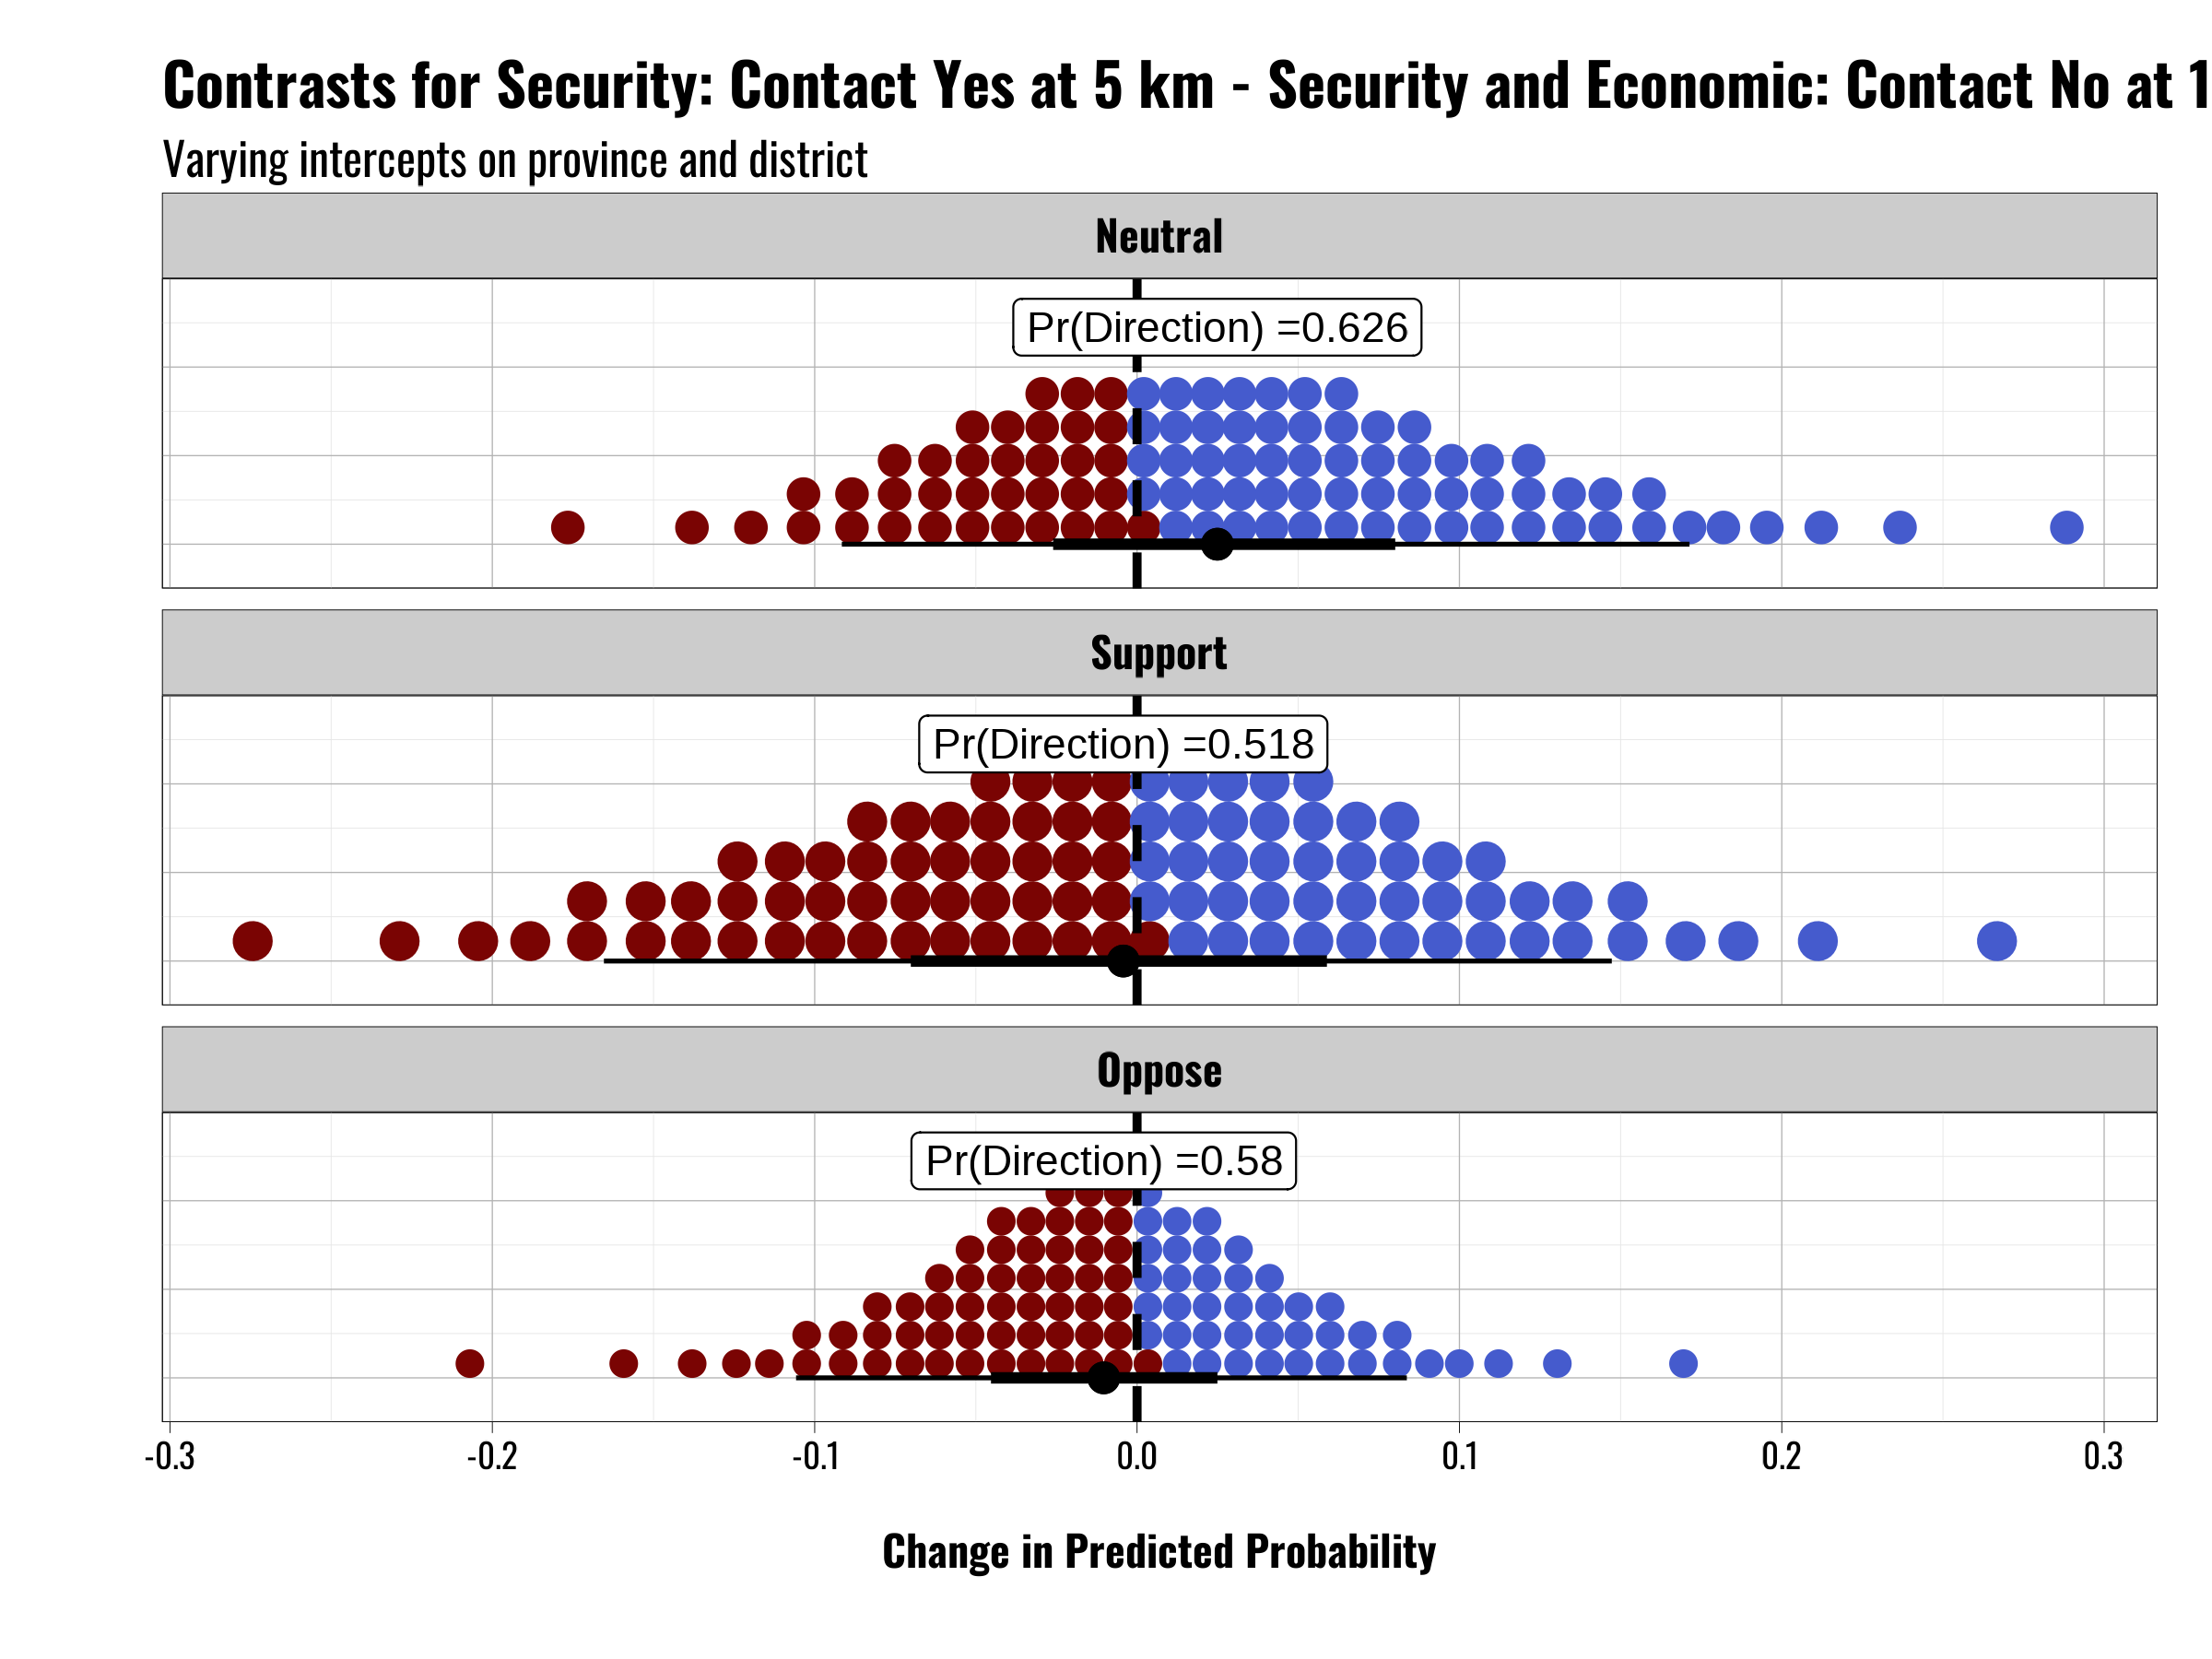 Contrasts for Security: Contact Yes at 5 km - Security and Economic: Contact No at 1
Varying intercepts on province and district
Neutral
Pr(Direction) =0.626
Support
Pr(Direction) =0.518
Oppose
Pr(Direction) =0.58
-0.3 -0.2 -0.1 0.0 0.1 0.2 0.3
Change in Predicted Probability